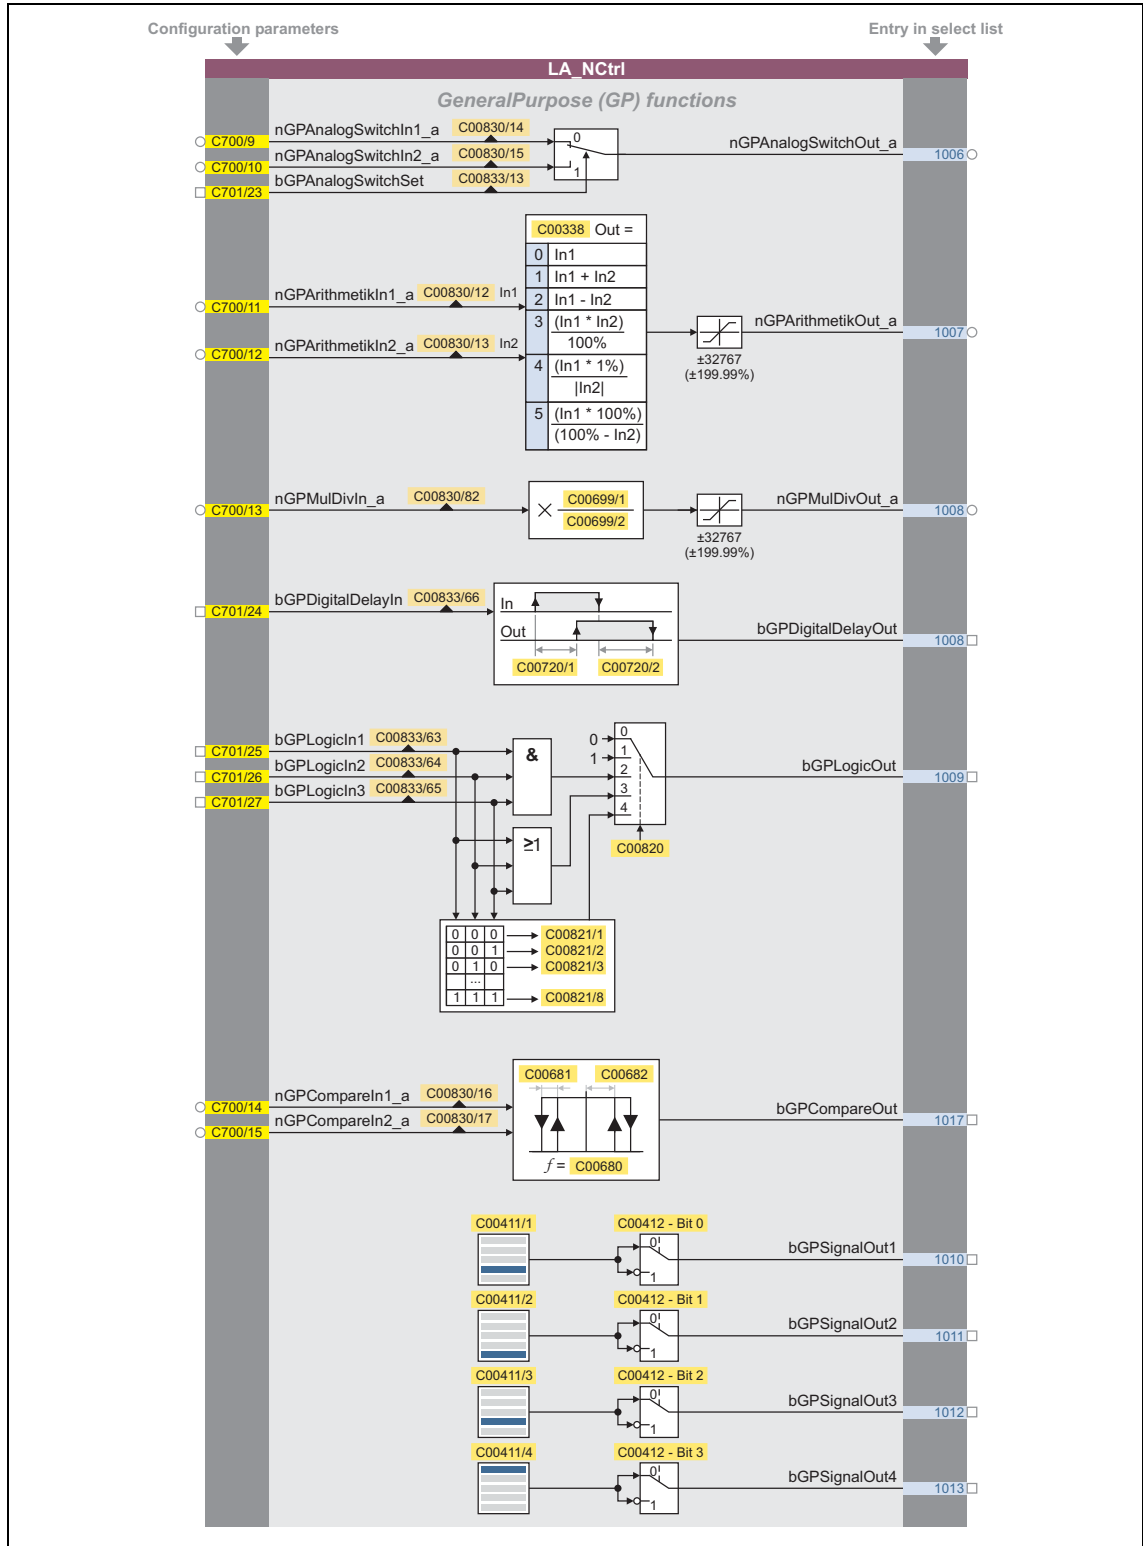 Configuration parameters
Entry in select list
LA_NCtrl
GeneralPurpose (GP) functions
C700/9
nGPAnalogSwitchIn1_a
C00830/14
0
nGPAnalogSwitchOut_a
1006
C700/10
nGPAnalogSwitchIn2_a
C00830/15
1
C701/23
bGPAnalogSwitchSet
C00833/13
C00338 Out =
0 In1
1 In1 + In2
2 In1 - In2
3 (In1 * In2)
100%
4 (In1 * 1%)
|In2|
5 (In1 * 100%)
(100% - In2)
C700/11
nGPArithmetikIn1_a
C00830/12
In1
C700/12
nGPArithmetikIn2_a
C00830/13
In2
±32767
(±199.99%)
nGPArithmetikOut_a
1007
C700/13
nGPMulDivIn_a
C00830/82
× C00699/1
C00699/2
±32767
(±199.99%)
nGPMulDivOut_a
1008
C701/24
bGPDigitalDelayIn
C00833/66
In
Out
C00720/1
C00720/2
bGPDigitalDelayOut
1008
C701/25
bGPLogicIn1
C00833/63
C701/26
bGPLogicIn2
C00833/64
C701/27
bGPLogicIn3
C00833/65
&
≥1
0
1
0
1
2
3
4
C00820
bGPLogicOut
1009
0 0 0
C00821/1
0 0 1
C00821/2
0 1 0
C00821/3
...
1 1 1
C00821/8
C700/14
nGPCompareIn1_a
C00830/16
C700/15
nGPCompareIn2_a
C00830/17
C00681
C00682
f = C00680
bGPCompareOut
1017
C00411/1
C00412 - Bit 0
0
1
bGPSignalOut1
1010
C00411/2
C00412 - Bit 1
0
1
bGPSignalOut2
1011
C00411/3
C00412 - Bit 2
0
1
bGPSignalOut3
1012
C00411/4
C00412 - Bit 3
0
1
bGPSignalOut4
1013